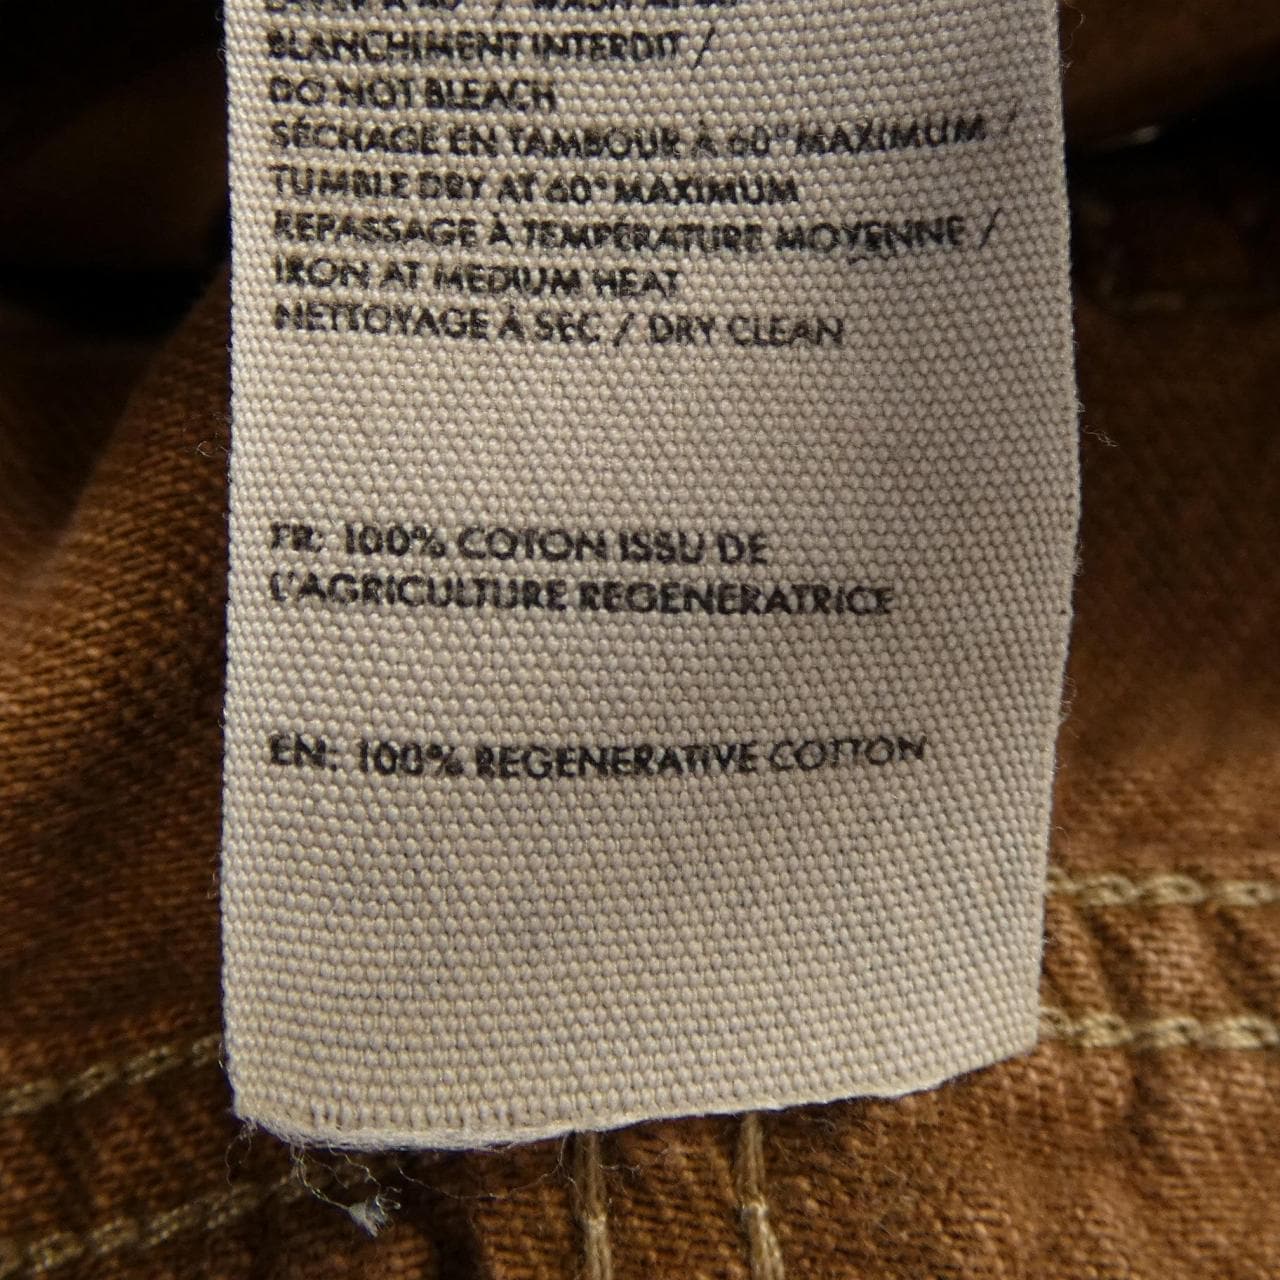 BLANCHIMENT INTERDIT /
DO NOT BLEACH
SÉCHAGE EN TAMBOUR À 60° MAXIMUM /
TUMBLE DRY AT 60° MAXIMUM
REPASSAGE À TEMPÉRATURE MOYENNE /
IRON AT MEDIUM HEAT
NETTOYAGE À SEC / DRY CLEAN
FR: 100% COTON ISSU DE
L'AGRICULTURE REGENERATRICE
EN: 100% REGENERATIVE COTTON